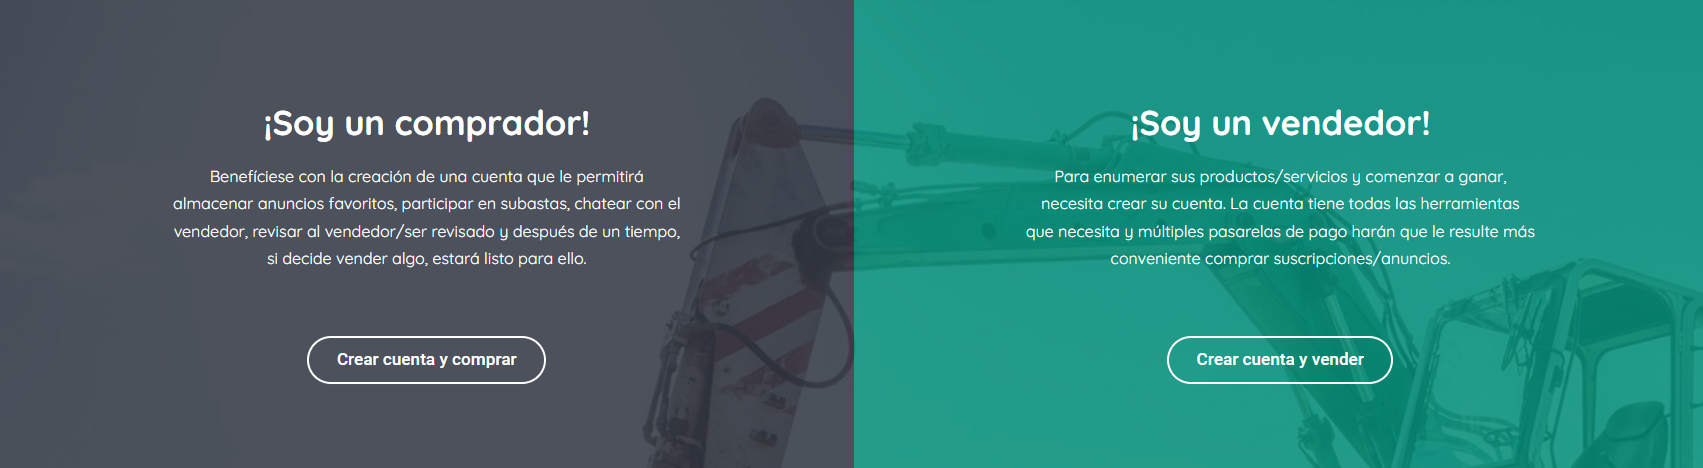 ¡Soy un comprador!
Benefíciese con la creación de una cuenta que le permitirá
almacenar anuncios favoritos, participar en subastas, chatear con el
vendedor, revisar al vendedor/ser revisado y después de un tiempo,
si decide vender algo, estará listo para ello.
Crear cuenta y comprar
¡Soy un vendedor!
Para enumerar sus productos/servicios y comenzar a ganar,
necesita crear su cuenta. La cuenta tiene todas las herramientas
que necesita y múltiples pasarelas de pago harán que le resulte más
conveniente comprar suscripciones/anuncios.
Crear cuenta y vender